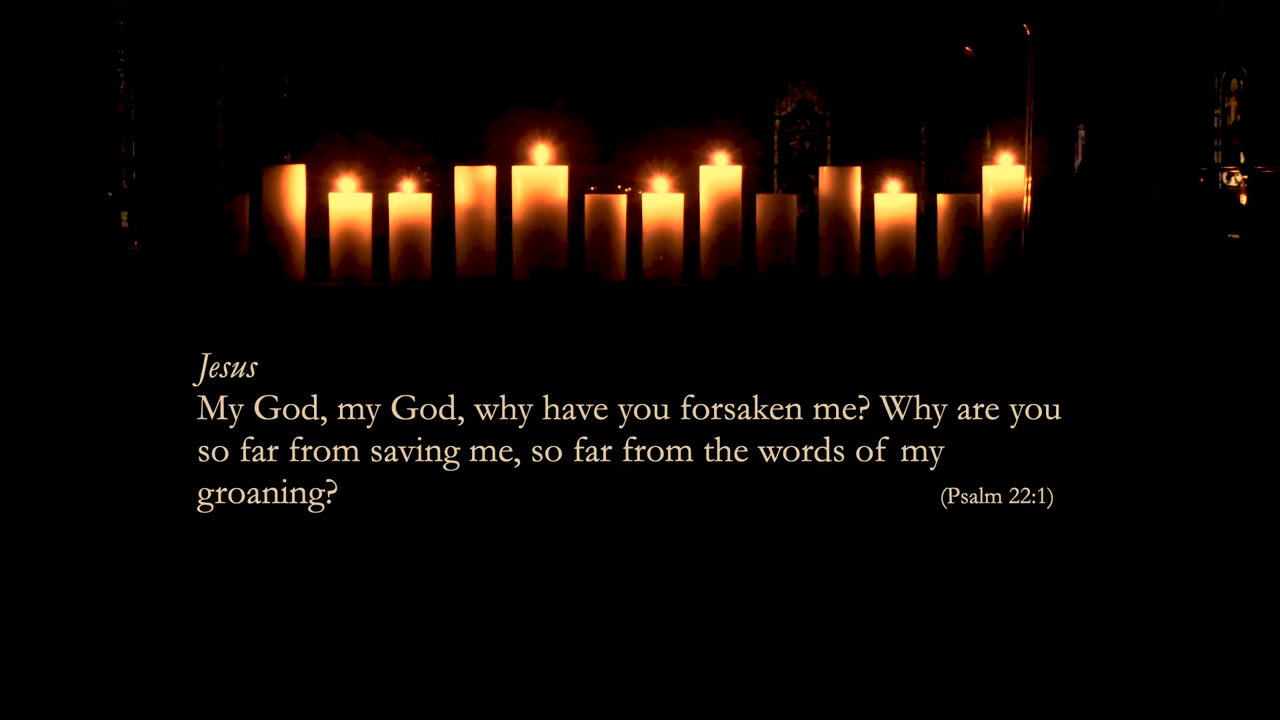 Jesus
My God, my God, why have you forsaken me? Why are you
so far from saving me, so far from the words of my
groaning? (Psalm 22:1)